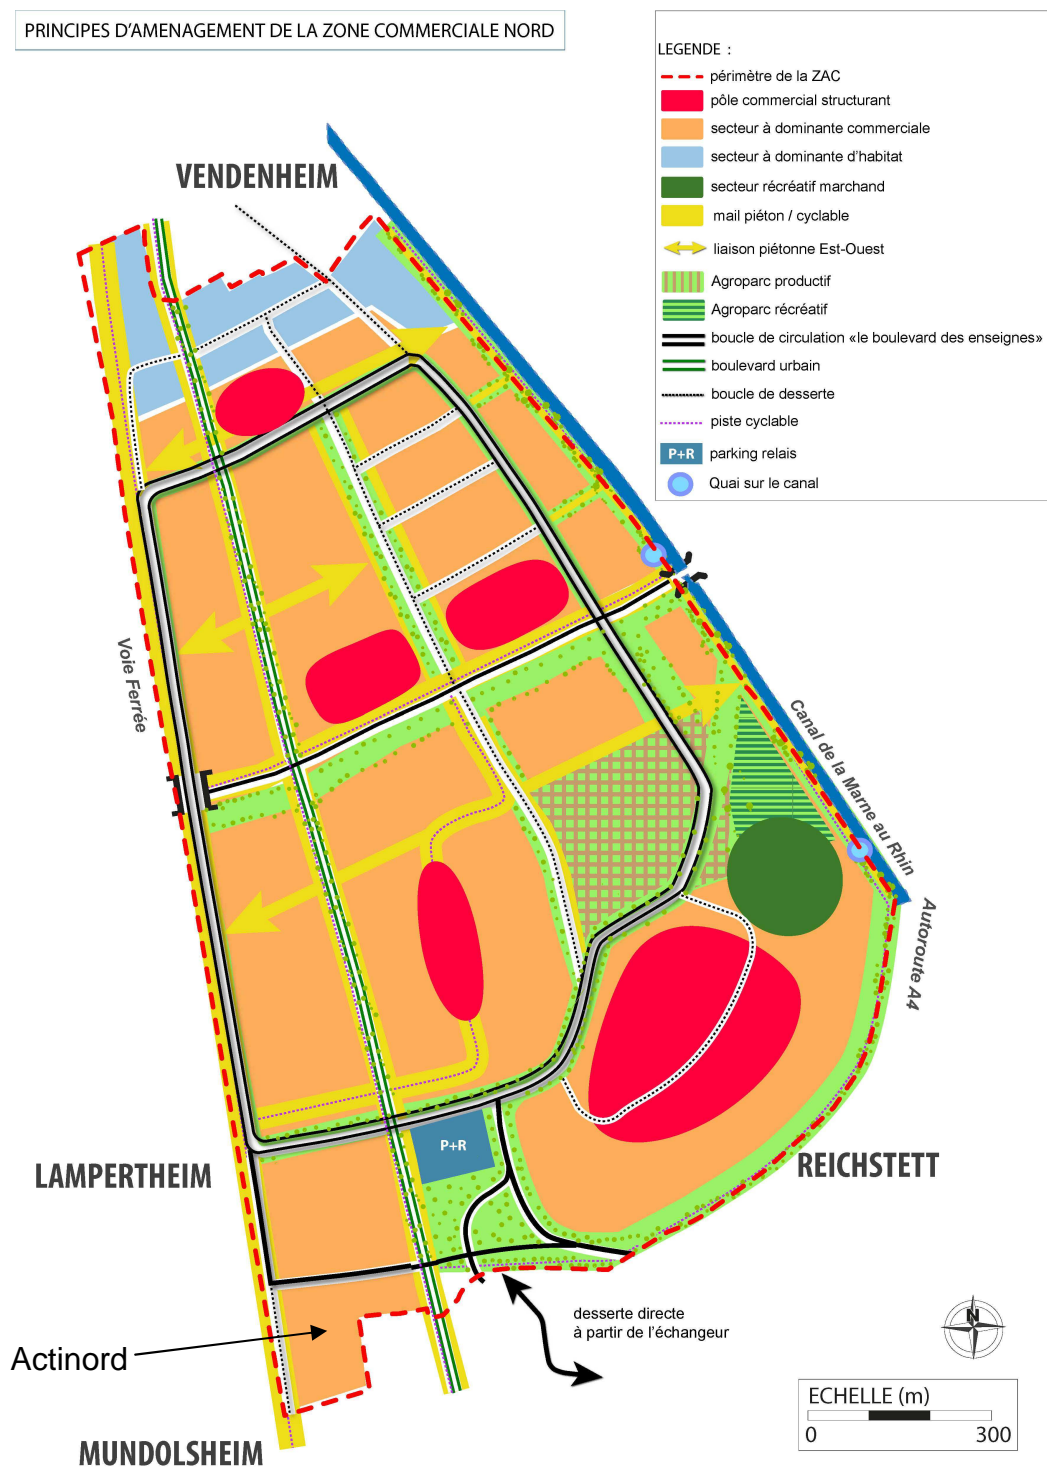 PRINCIPES D'AMENAGEMENT DE LA ZONE COMMERCIALE NORD
LEGENDE :
périmètre de la ZAC
pôle commercial structurant
secteur à dominante commerciale
secteur à dominante d'habitat
secteur récréatif marchand
mail piéton / cyclable
liaison piétonne Est-Ouest
Agroparc productif
Agroparc récréatif
boucle de circulation «le boulevard des enseignes»
boulevard urbain
boucle de desserte
piste cyclable
P+R parking relais
Quai sur le canal
VENDENHEIM
Voie Ferrée
Canal de la Marne au Rhin
Autoroute A4
P+R
LAMPERTHEIM
REICHSTETT
desserte directe
à partir de l'échangeur
N
Actinord
ECHELLE (m)
0 300
MUNDOLSHEIM